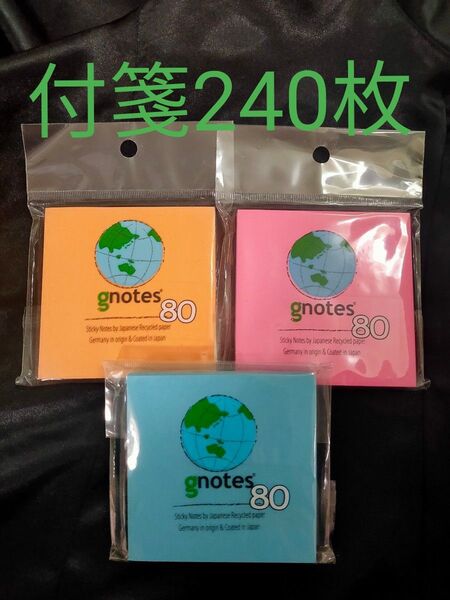 付箋240枚
gnotes®
80
Sticky Notes by Japanese Recycled paper
Germany in origin & Coated in Japan
gnotes®
80
Sticky Notes by Japanese Recycled paper
Germany in origin & Coated in Japan
gnotes®
80
Sticky Notes by Japanese Recycled paper
Germany in origin & Coated in Japan